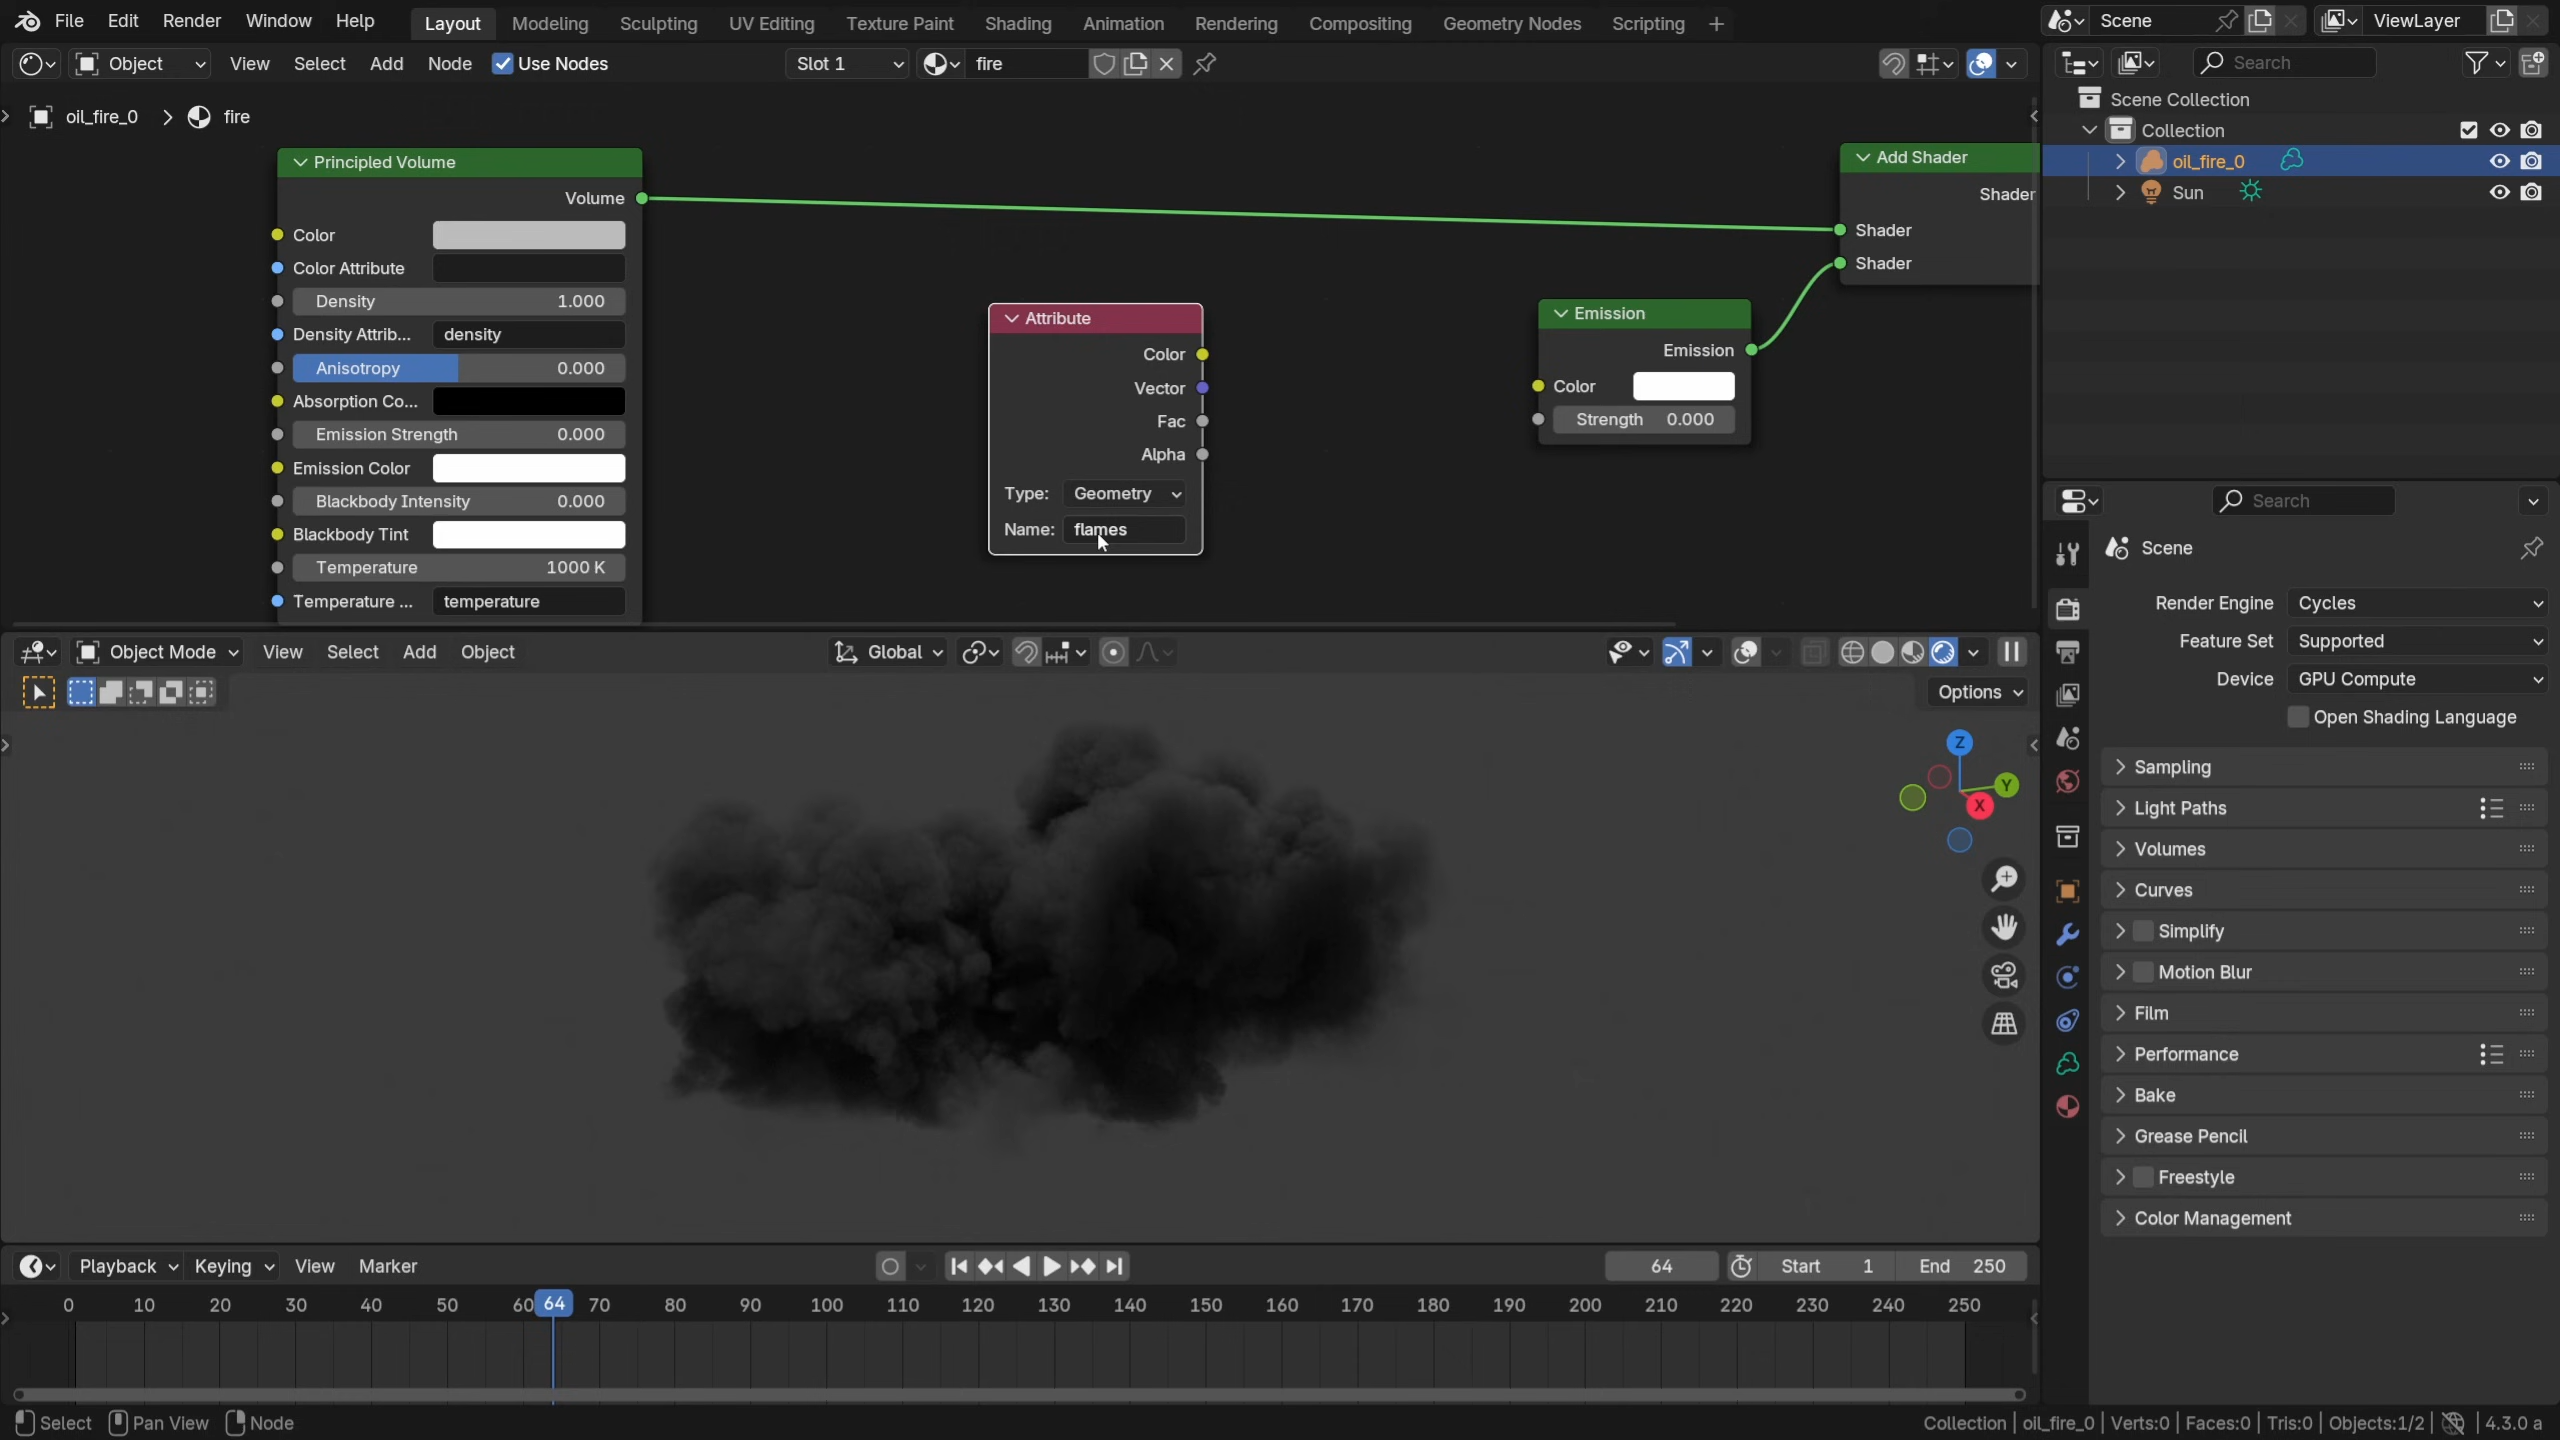 File Edit Render Window Help Layout Modeling Sculpting UV Editing Texture Paint Shading Animation Rendering Compositing Geometry Nodes Scripting + Scene ViewLayer
Object View Select Add Node Use Nodes Slot 1 fire Search
oil_fire_0 > fire
Scene Collection
Collection
oil_fire_0
Sun
Principled Volume
Volume
Color
Color Attribute
Density 1.000
Density Attrib... density
Anisotropy 0.000
Absorption Co...
Emission Strength 0.000
Emission Color
Blackbody Intensity 0.000
Blackbody Tint
Temperature 1000 K
Temperature ... temperature
Attribute
Color
Vector
Fac
Alpha
Type: Geometry
Name: flames
Emission
Emission
Color
Strength 0.000
Add Shader
Shader
Shader
Shader
Search
Scene
Render Engine Cycles
Feature Set Supported
Device GPU Compute
Open Shading Language
Sampling
Light Paths
Volumes
Curves
Simplify
Motion Blur
Film
Performance
Bake
Grease Pencil
Freestyle
Color Management
Object Mode View Select Add Object Global
Options
Z
Y
X
Playback Keying View Marker 64 Start 1 End 250
0 10 20 30 40 50 60 64 70 80 90 100 110 120 130 140 150 160 170 180 190 200 210 220 230 240 250
Select Pan View Node Collection | oil_fire_0 | Verts:0 | Faces:0 | Tris:0 | Objects:1/2 | 4.3.0 a